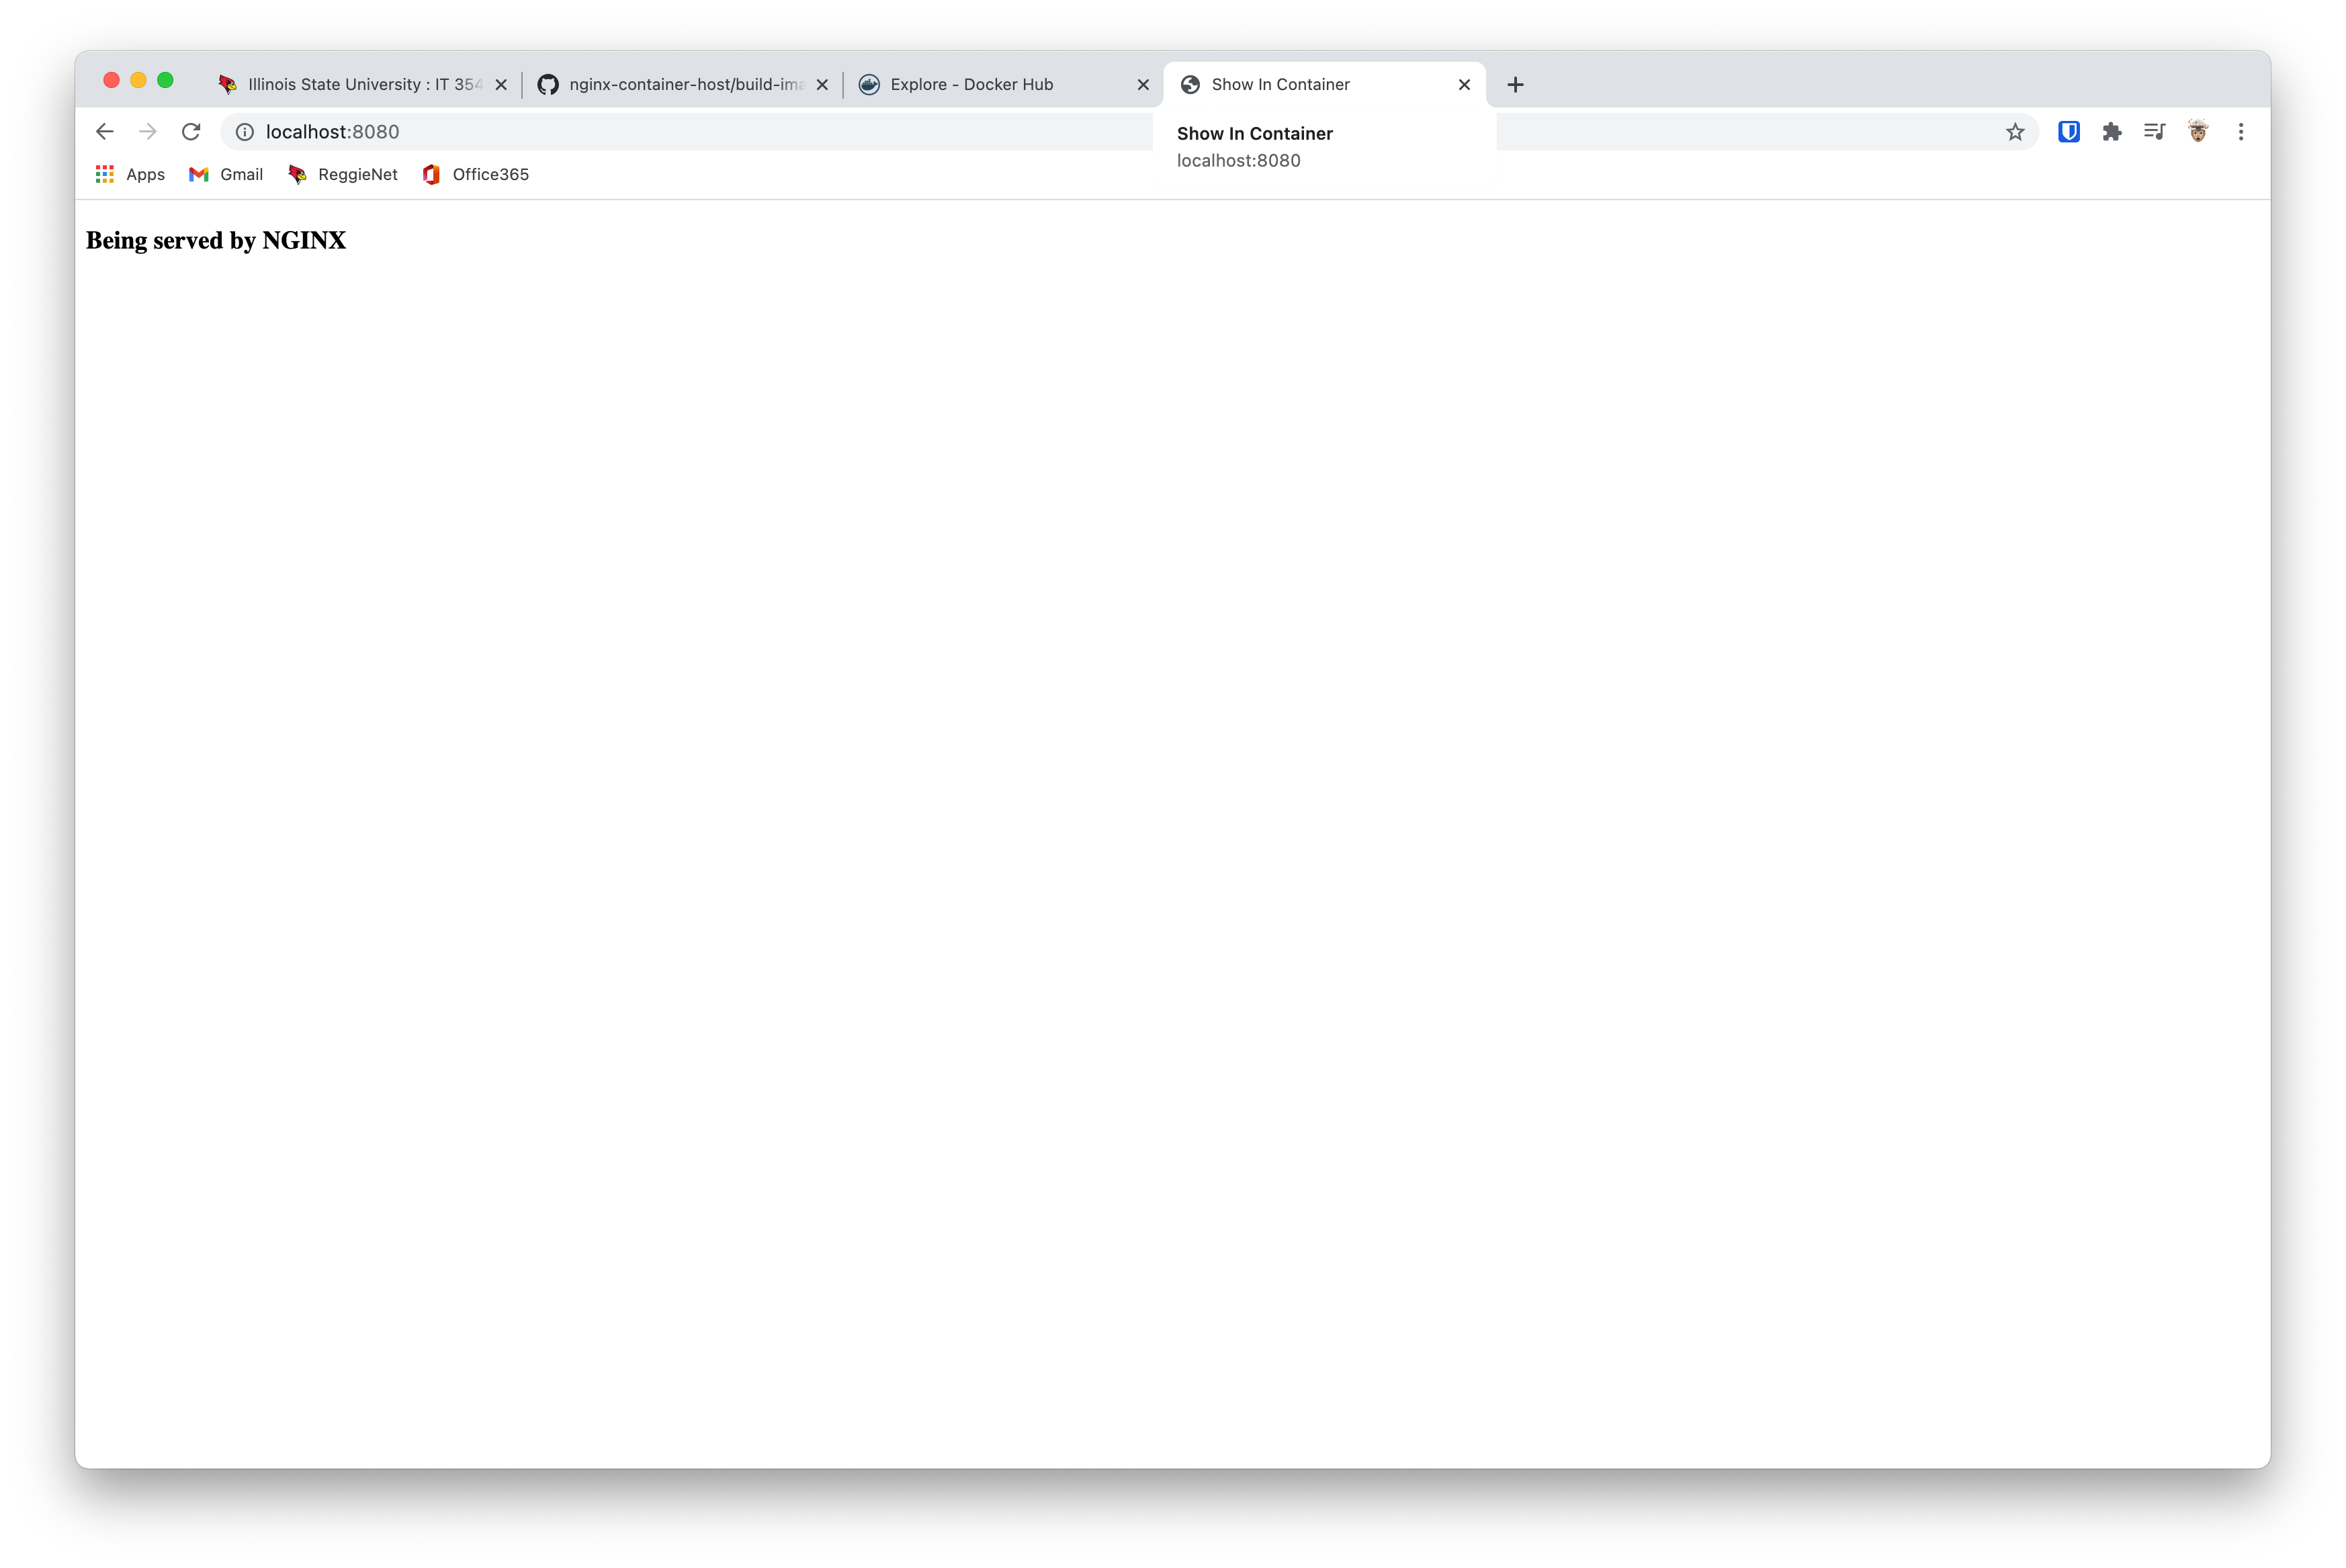 Illinois State University : IT 354
nginx-container-host/build-ima
Explore - Docker Hub
Show In Container
localhost:8080
Show In Container
localhost:8080
Apps
Gmail
ReggieNet
Office365
Being served by NGINX